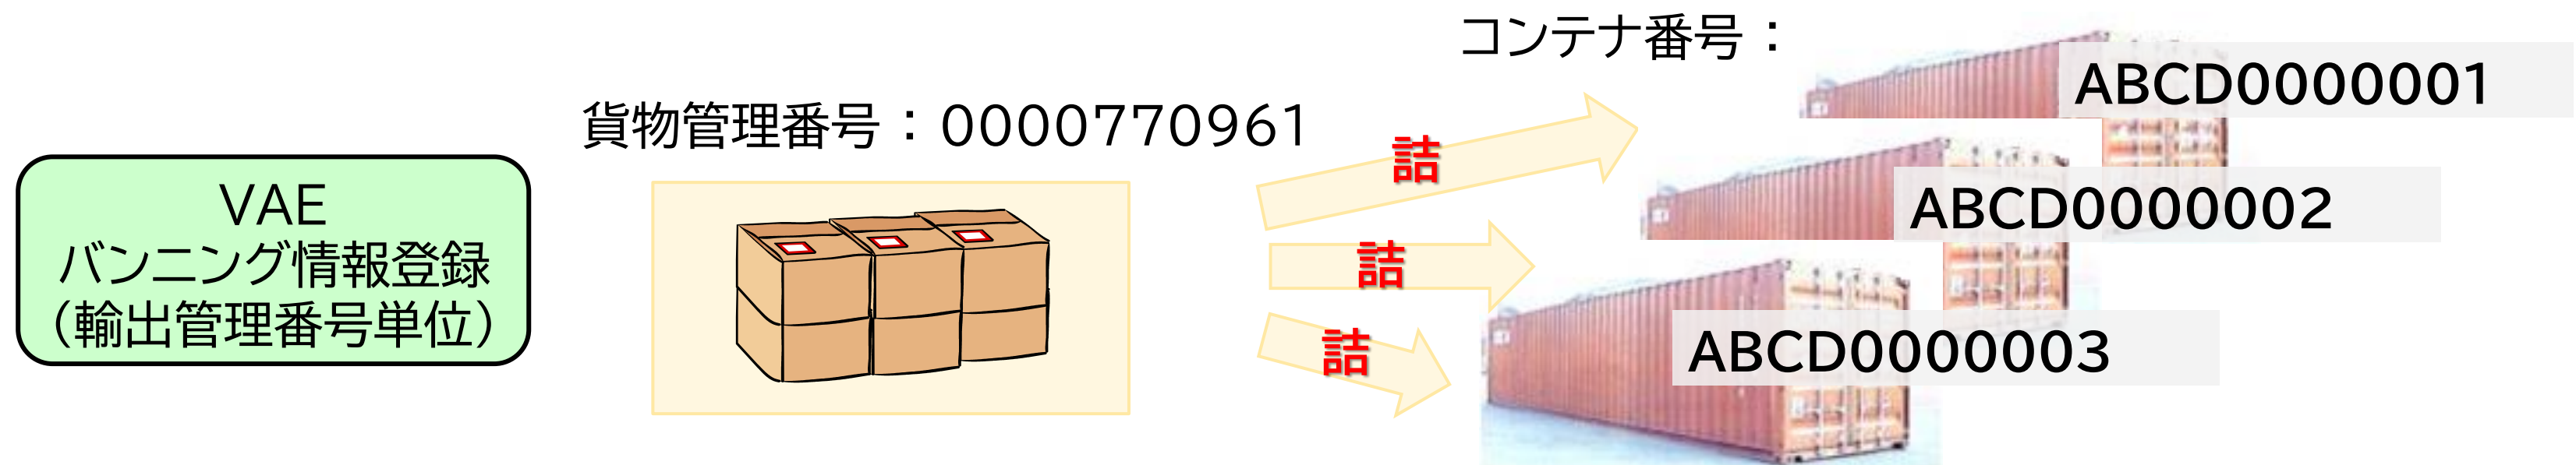 コンテナ番号：
ABCD0000001
貨物管理番号：0000770961
詰
ABCD0000002
VAE
バンニング情報登録
（輸出管理番号単位）
詰
詰
ABCD0000003